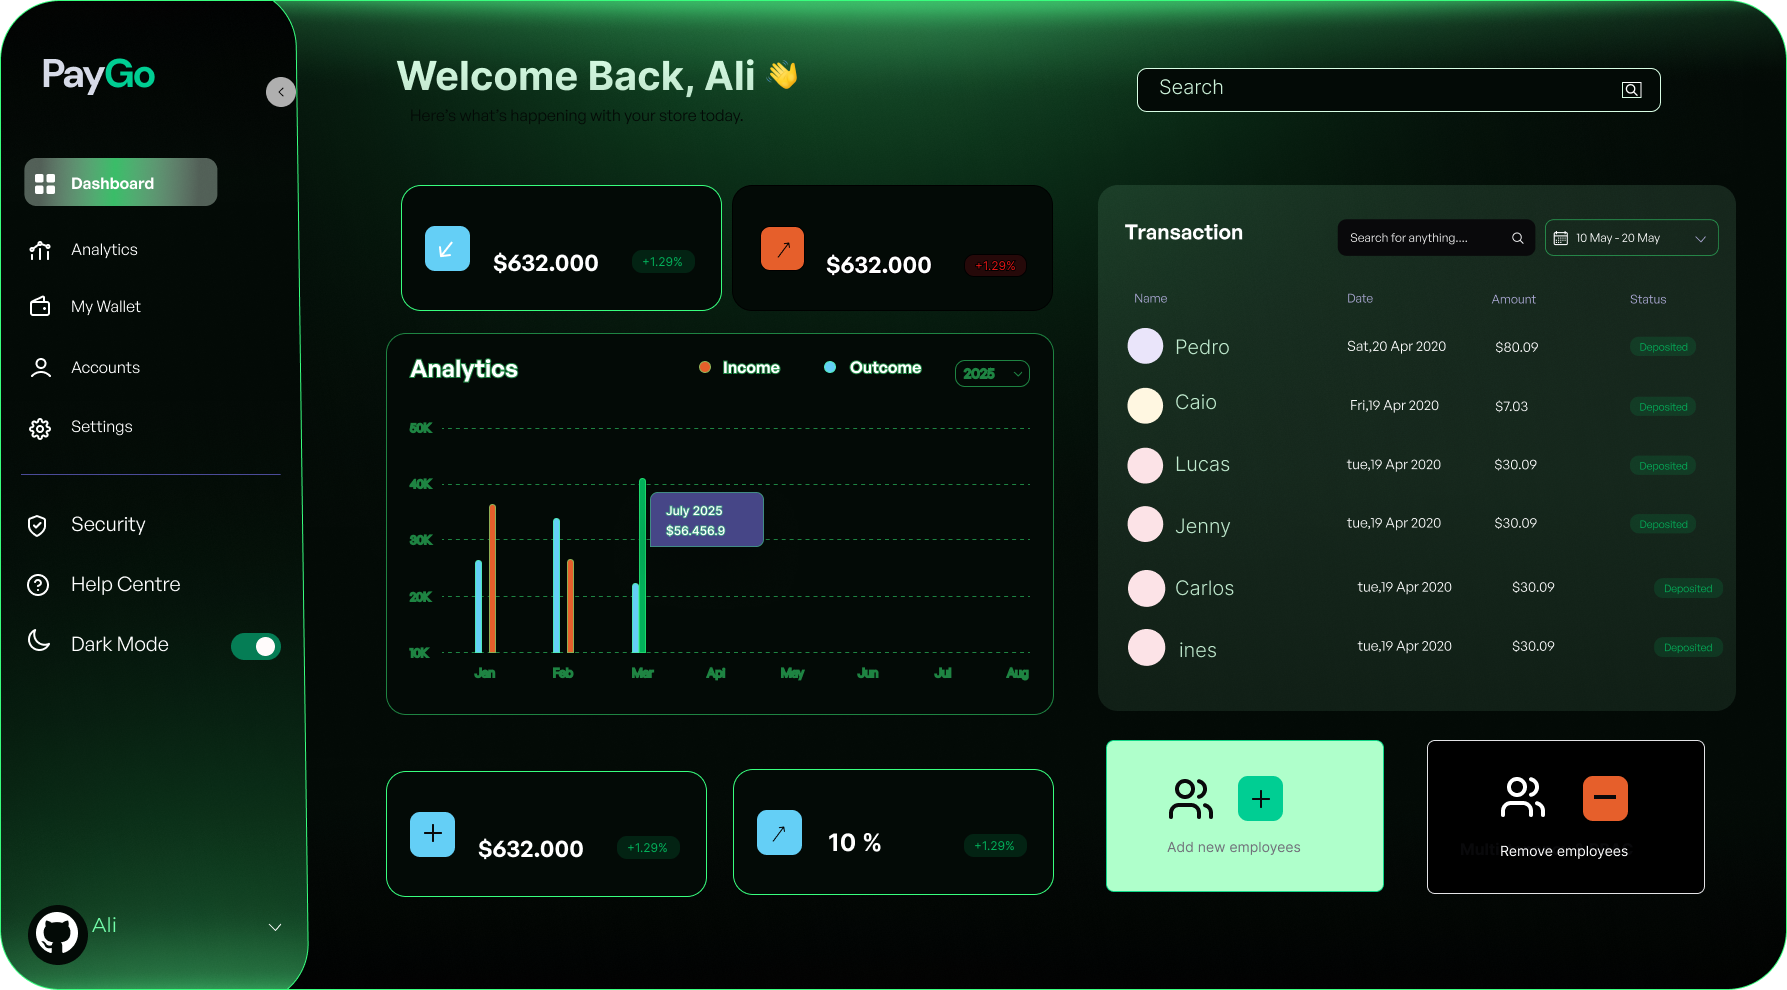 PayGo
Dashboard
Analytics
My Wallet
Accounts
Settings
Security
Help Centre
Dark Mode
Ali
Welcome Back, Ali 👋
Here's what's happening with your store today.
Search
$632.000
+1.29%
$632.000
+1.29%
Analytics
Income
Outcome
2025
50K
40K
30K
20K
10K
July 2025
$56.456.9
Jan Feb Mar Apl May Jun Jul Aug
$632.000
+1.29%
10 %
+1.29%
Transaction
Search for anything....
10 May - 20 May
Name Date Amount Status
Pedro Sat,20 Apr 2020 $80.09 Deposited
Caio Fri,19 Apr 2020 $7.03 Deposited
Lucas tue,19 Apr 2020 $30.09 Deposited
Jenny tue,19 Apr 2020 $30.09 Deposited
Carlos tue,19 Apr 2020 $30.09 Deposited
ines tue,19 Apr 2020 $30.09 Deposited
Add new employees
Remove employees